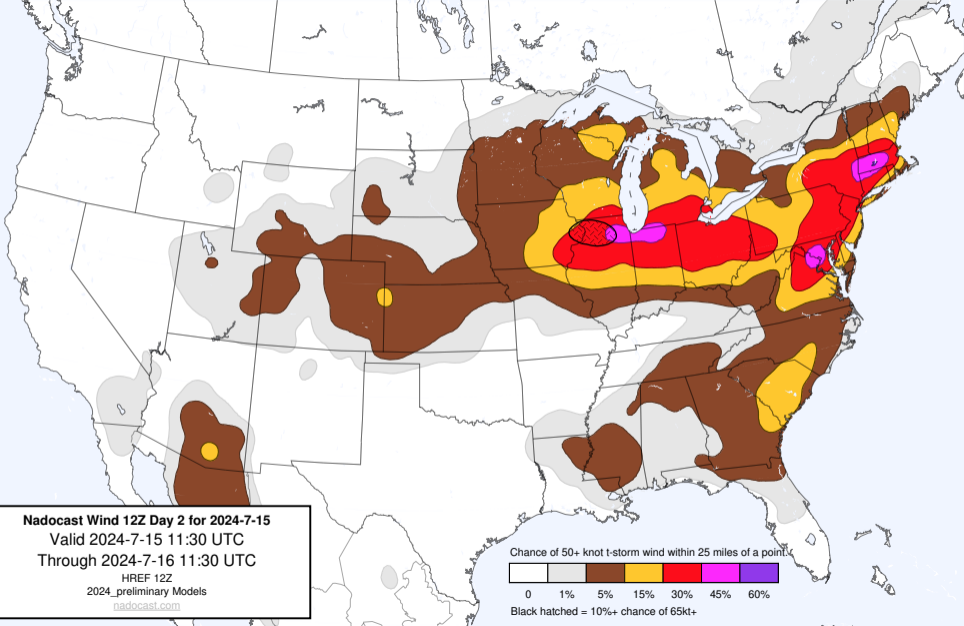 Nadocast Wind 12Z Day 2 for 2024-7-15
Valid 2024-7-15 11:30 UTC
Through 2024-7-16 11:30 UTC
HREF 12Z
2024_preliminary Models
nadocast.com
Chance of 50+ knot t-storm wind within 25 miles of a point.
0 1% 5% 15% 30% 45% 60%
Black hatched = 10%+ chance of 65kt+